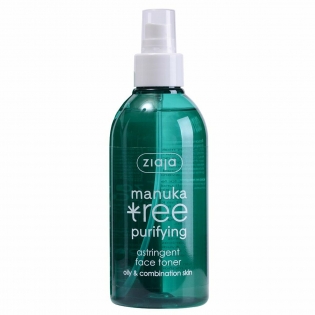 ziaja
manuka
tree
purifying
astringent
face toner
oily & combination skin